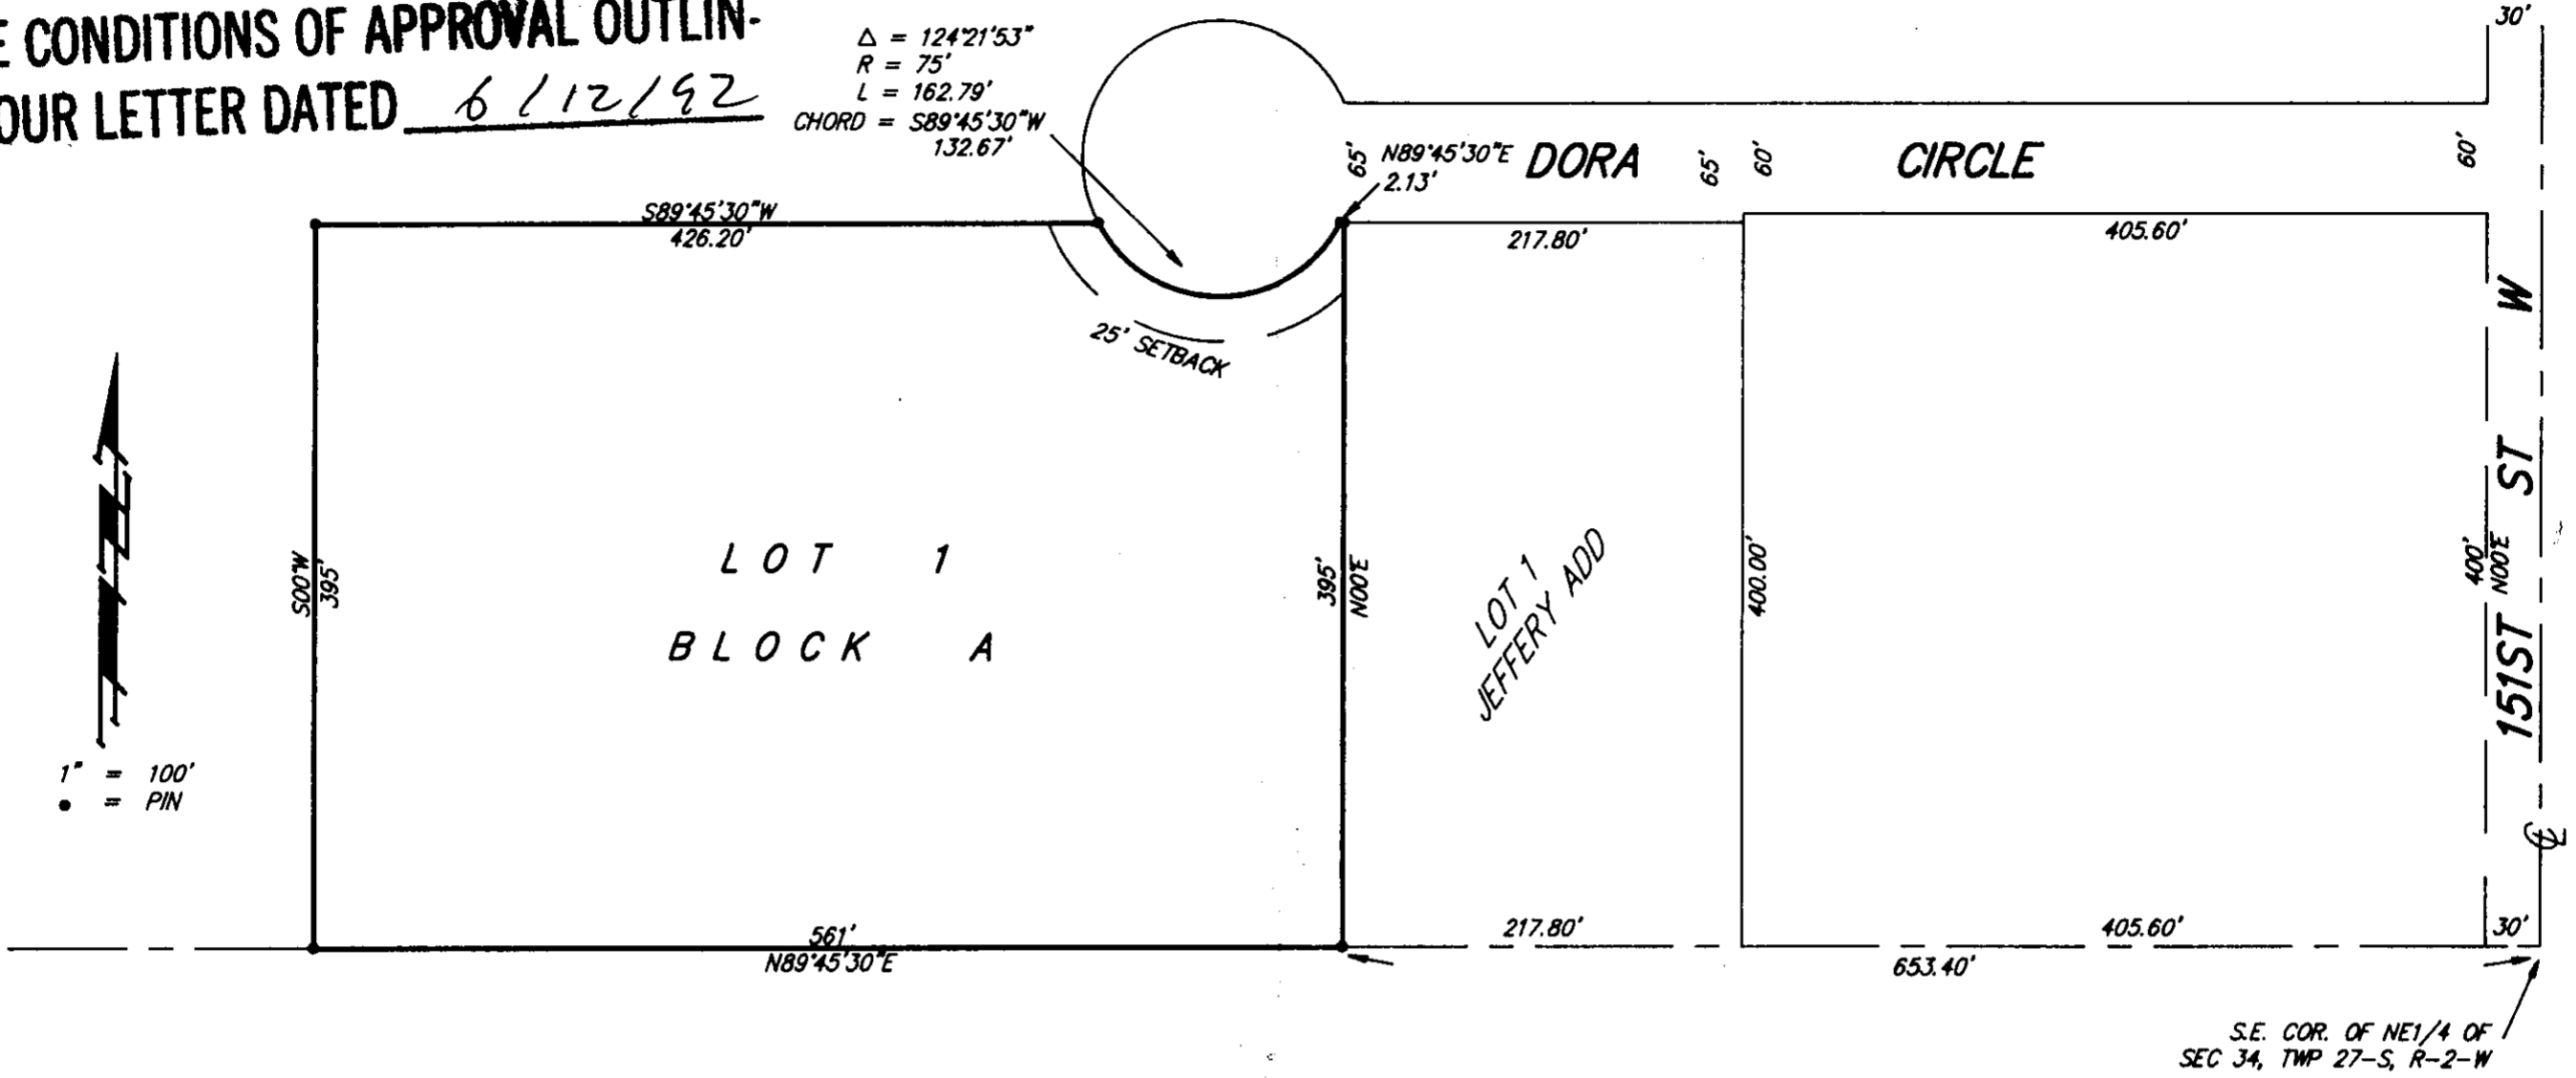 E CONDITIONS OF APPROVAL OUTLIN-
OUR LETTER DATED 6/12/92
Δ = 124°21'53"
R = 75'
L = 162.79'
CHORD = S89°45'30"W
132.67'
30'
65'
N89°45'30"E
2.13'
DORA
65'
60'
CIRCLE
60'
S89°45'30"W
426.20'
217.80'
405.60'
25' SETBACK
S00°W
395'
LOT 1
BLOCK A
395'
N00°E
LOT 1
JEFFERY ADD
400.00'
400'
N00°E
151ST ST W
1" = 100'
● = PIN
561'
N89°45'30"E
217.80'
405.60'
30'
653.40'
S.E. COR. OF NE1/4 OF
SEC 34, TWP 27-S, R-2-W